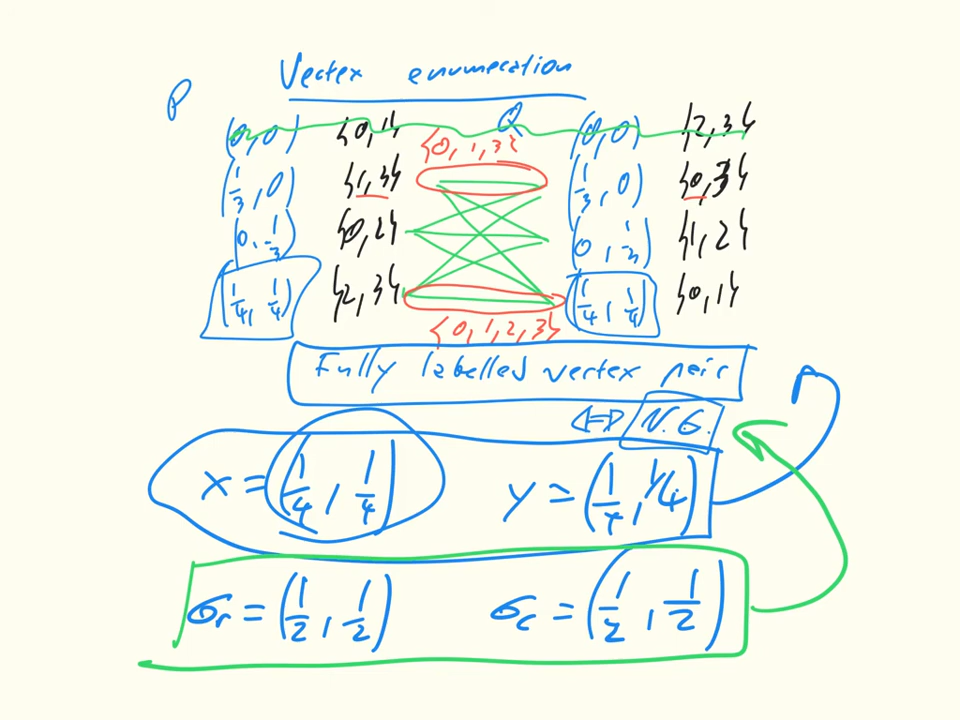 Vertex enumeration
P Q
(0,0) {0,1} (0,0) {2,3}
{0,1,3}
(1/3, 0) {1,3} (1/3, 0) {0,3}
(0, 1/3) {0,2} (0, 1/3) {1,2}
(1/4, 1/4) {2,3} (1/4, 1/4) {0,1}
{0,1,2,3}
Fully labelled vertex pair
⇔ N.E.
x = (1/4, 1/4) y = (1/4, 1/4)
σr = (1/2, 1/2) σc = (1/2, 1/2)